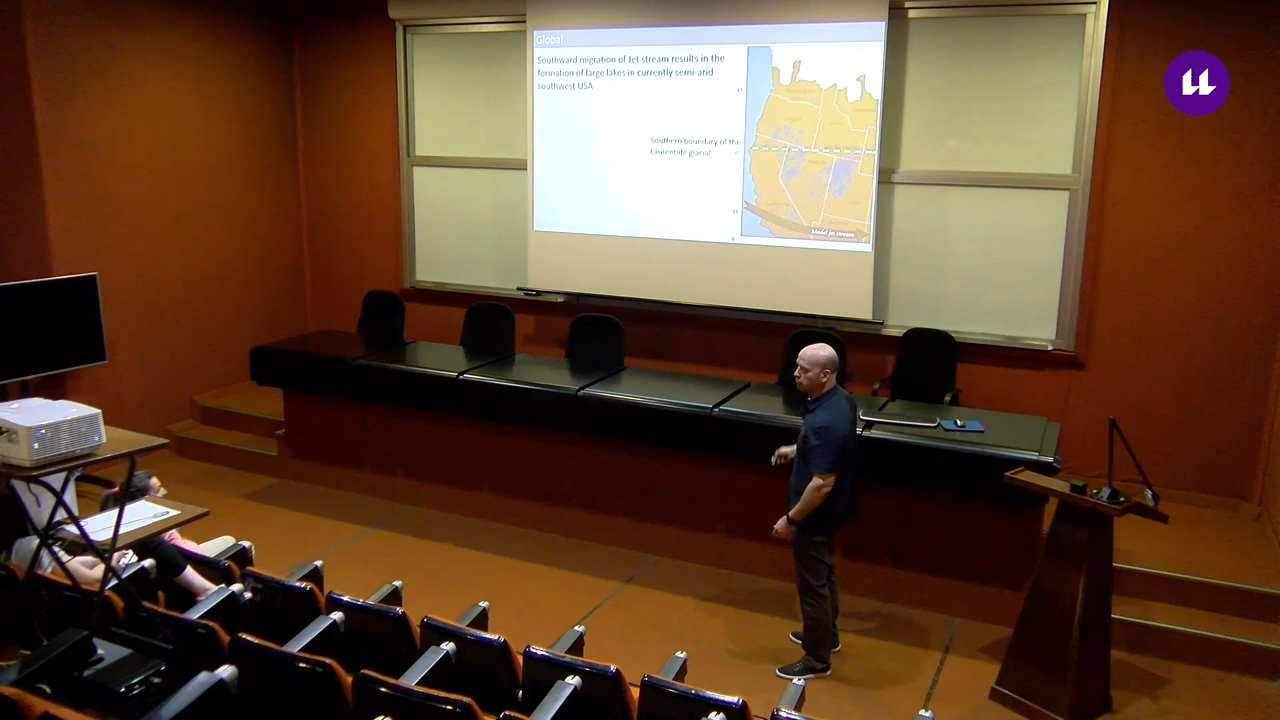 Global
Southward migration of Jet stream results in the
formation of large lakes in currently semi-arid
southwest USA
Southern boundary of the
Laurentide glacial
Model jet stream